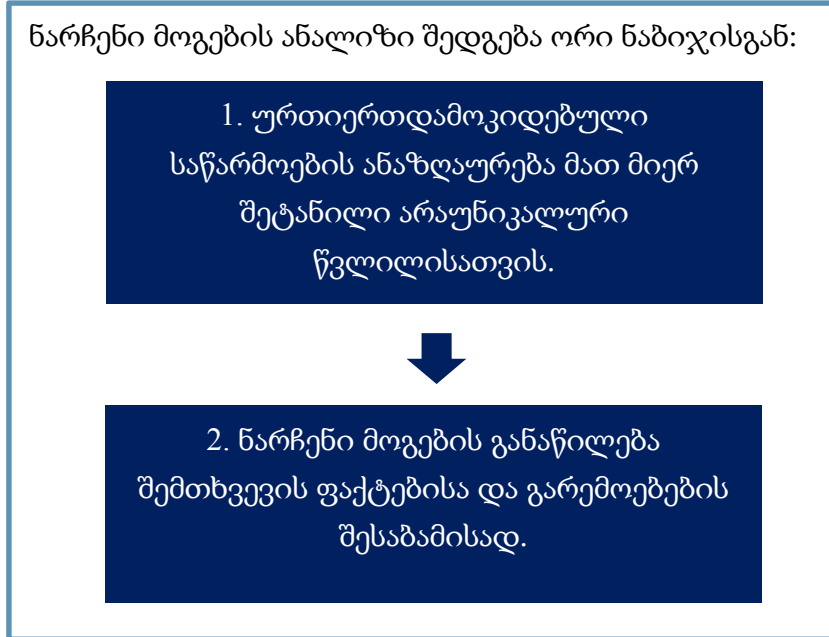 ნარჩენი მოგების ანალიზი შედგება ორი ნაბიჯისგან:
1. ურთიერთდამოკიდებული
საწარმოების ანაზღაურება მათ მიერ
შეტანილი არაუნიკალური
წვლილისათვის.
2. ნარჩენი მოგების განაწილება
შემთხვევის ფაქტებისა და გარემოებების
შესაბამისად.